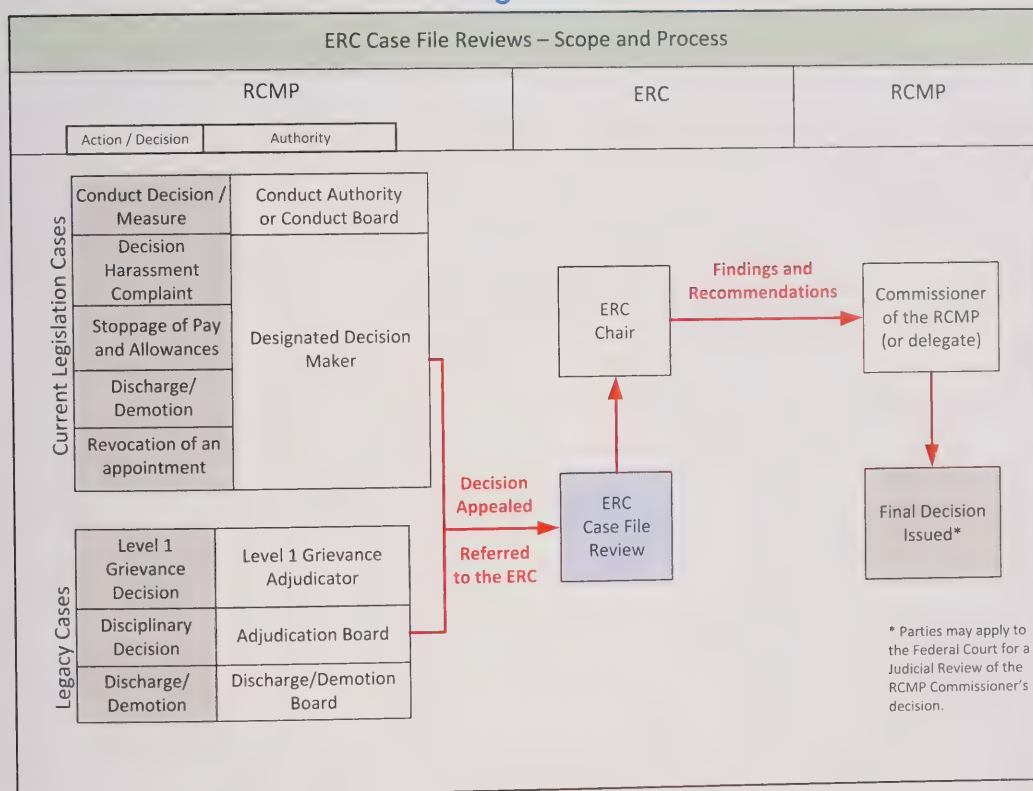 ERC Case File Reviews – Scope and Process
RCMP
ERC
RCMP
Action / Decision
Authority
Current Legislation Cases
Conduct Decision /
Measure
Conduct Authority
or Conduct Board
Decision
Harassment
Complaint
Stoppage of Pay
and Allowances
Discharge/
Demotion
Revocation of an
appointment
Designated Decision
Maker
Legacy Cases
Level 1
Grievance
Decision
Level 1 Grievance
Adjudicator
Disciplinary
Decision
Adjudication Board
Discharge/
Demotion
Discharge/Demotion
Board
Decision
Appealed
Referred
to the ERC
ERC
Case File
Review
ERC
Chair
Findings and
Recommendations
Commissioner
of the RCMP
(or delegate)
Final Decision
Issued*
* Parties may apply to
the Federal Court for a
Judicial Review of the
RCMP Commissioner's
decision.